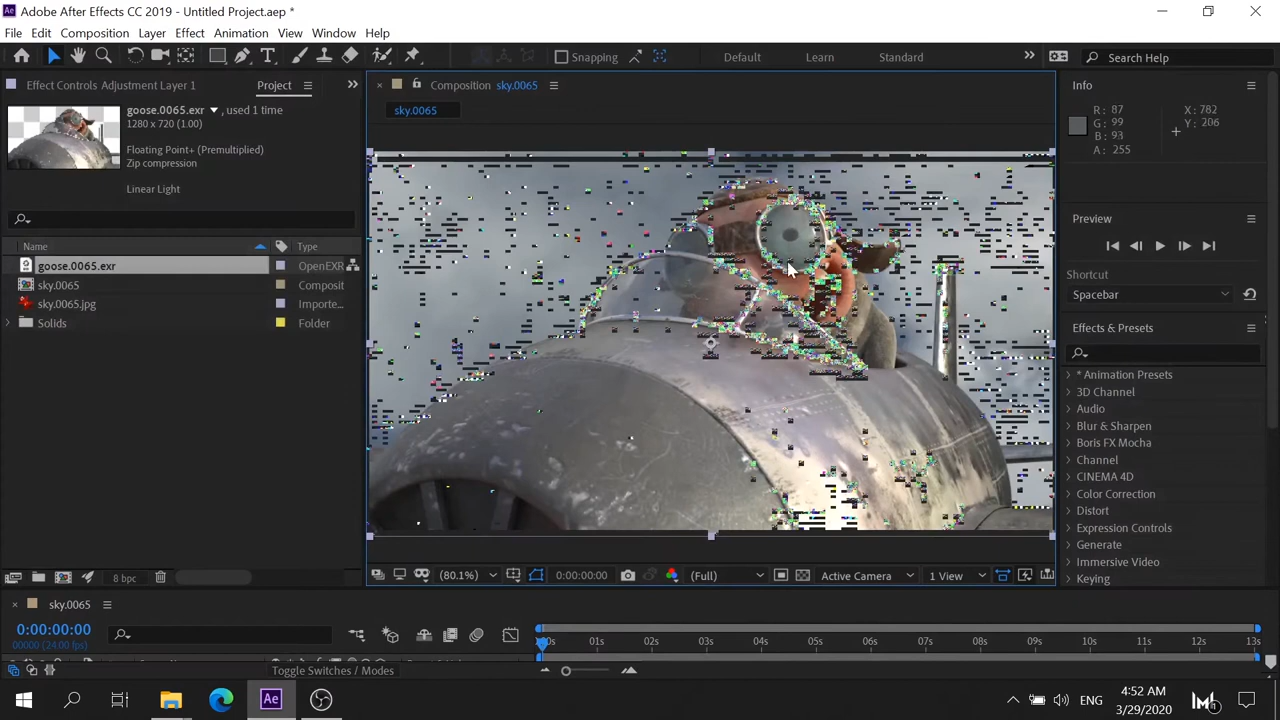 Adobe After Effects CC 2019 - Untitled Project.aep *
File Edit Composition Layer Effect Animation View Window Help
Snapping Default Learn Standard Search Help
Effect Controls Adjustment Layer 1 Project
goose.0065.exr , used 1 time
1280 x 720 (1.00)
Floating Point+ (Premultiplied)
Zip compression
Linear Light
Name Type
goose.0065.exr OpenEXR
sky.0065 Composit
sky.0065.jpg Importe...
Solids Folder
8 bpc
Composition sky.0065
sky.0065
(80.1%) 0:00:00:00 (Full) Active Camera 1 View
Info
R: 87 X: 782
G: 99 Y: 206
B: 93
A: 255
Preview
Shortcut
Spacebar
Effects & Presets
* Animation Presets
3D Channel
Audio
Blur & Sharpen
Boris FX Mocha
Channel
CINEMA 4D
Color Correction
Distort
Expression Controls
Generate
Immersive Video
Keying
sky.0065
0:00:00:00
00000 (24.00 fps)
01s 02s 03s 04s 05s 06s 07s 08s 09s 10s 11s 12s 13s
Toggle Switches / Modes
Ae
ENG
4:52 AM
3/29/2020
1